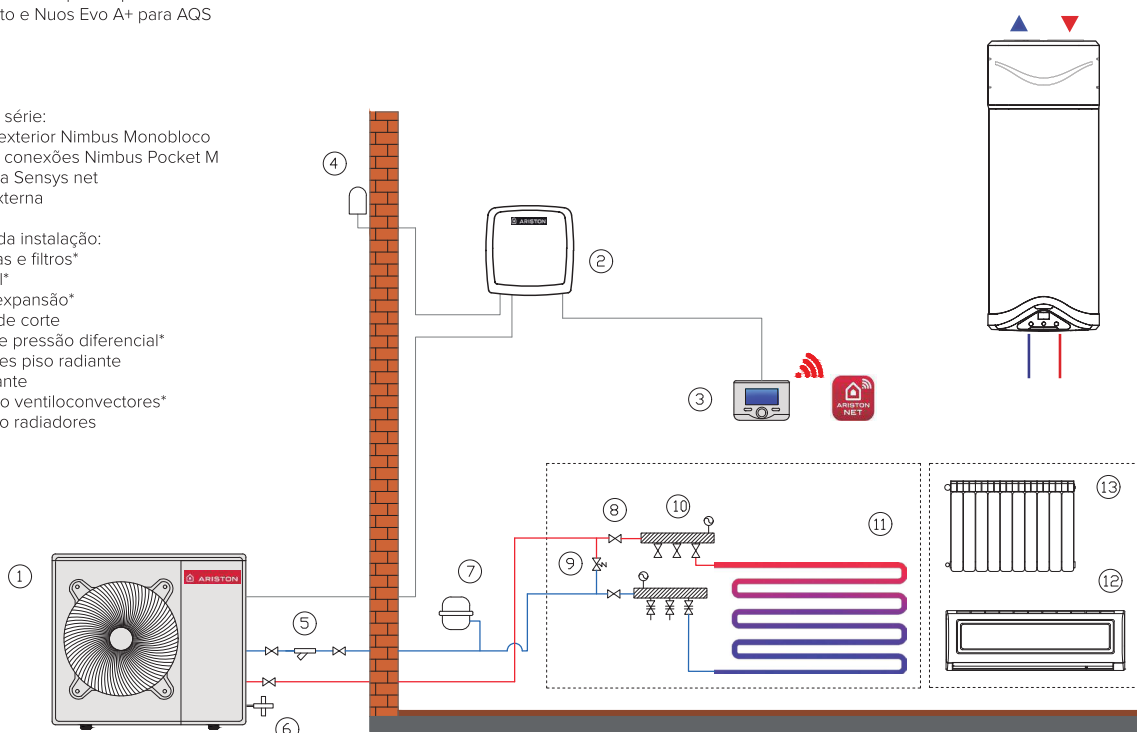 to e Nuos Evo A+ para AQS
série:
exterior Nimbus Monobloco
conexões Nimbus Pocket M
a Sensys net
xterna
da instalação:
as e filtros*
l*
expansão*
de corte
e pressão diferencial*
es piso radiante
ante
o ventiloconvectores*
o radiadores
4
ARISTON
2
3
ARISTON
NET
1
ARISTON
5
6
7
8
9
10
11
13
12